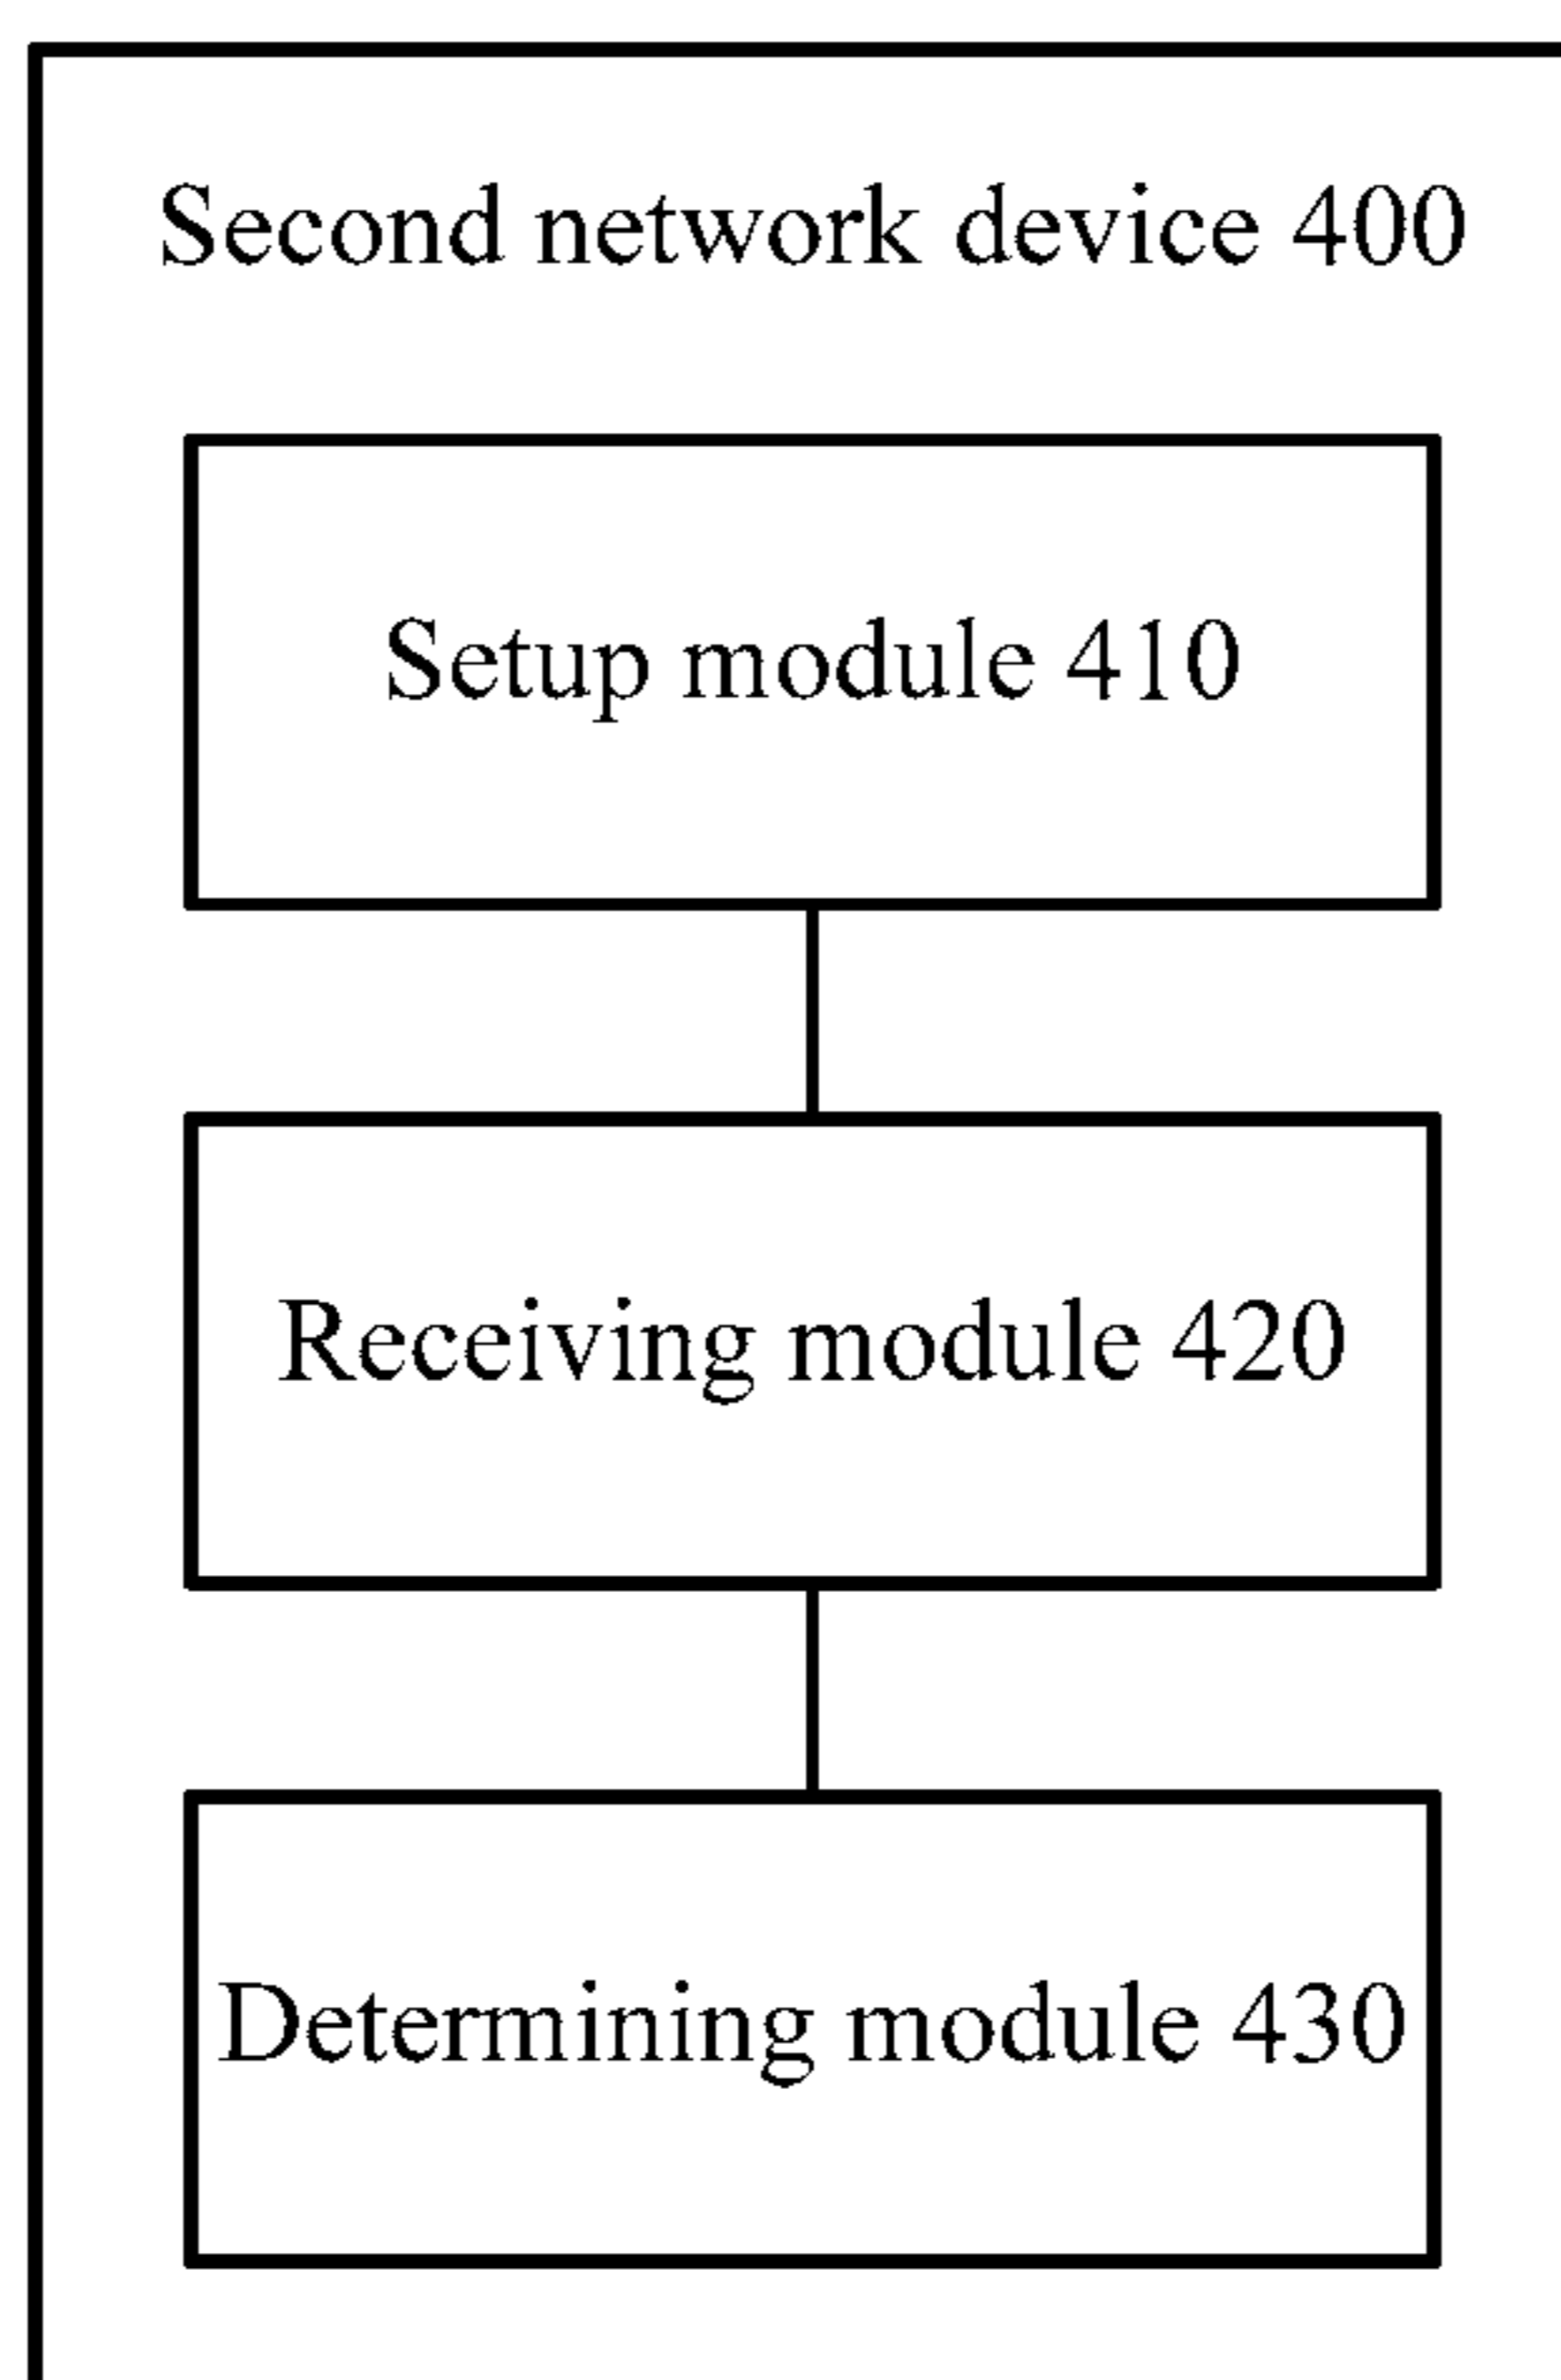 Second network device 400
Setup module 410
Receiving module 420
Determining module 430